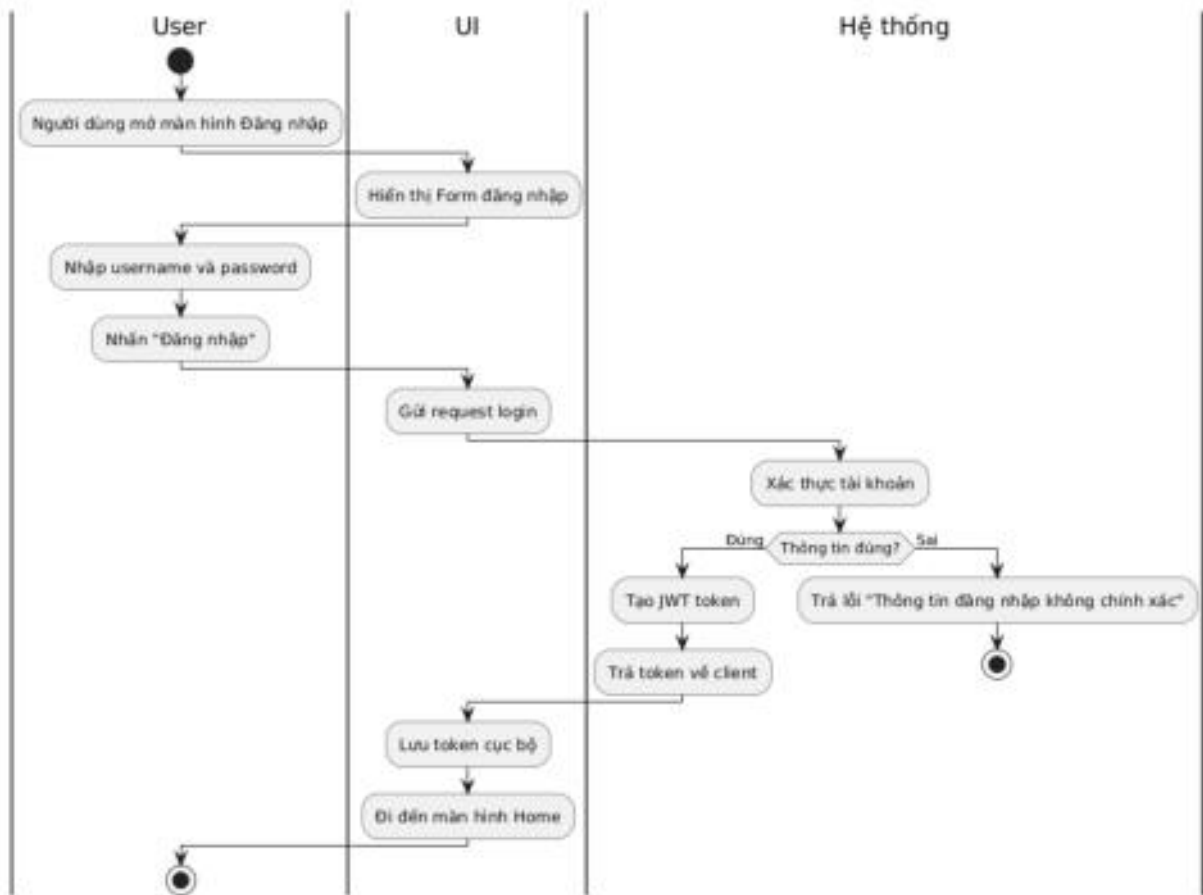 User
UI
Hệ thống
Người dùng mở màn hình Đăng nhập
Hiển thị Form đăng nhập
Nhập username và password
Nhấn "Đăng nhập"
Gửi request login
Xác thực tài khoản
Đúng
Thông tin đúng?
Sai
Tạo JWT token
Trả lỗi "Thông tin đăng nhập không chính xác"
Trả token về client
Lưu token cục bộ
Đi đến màn hình Home